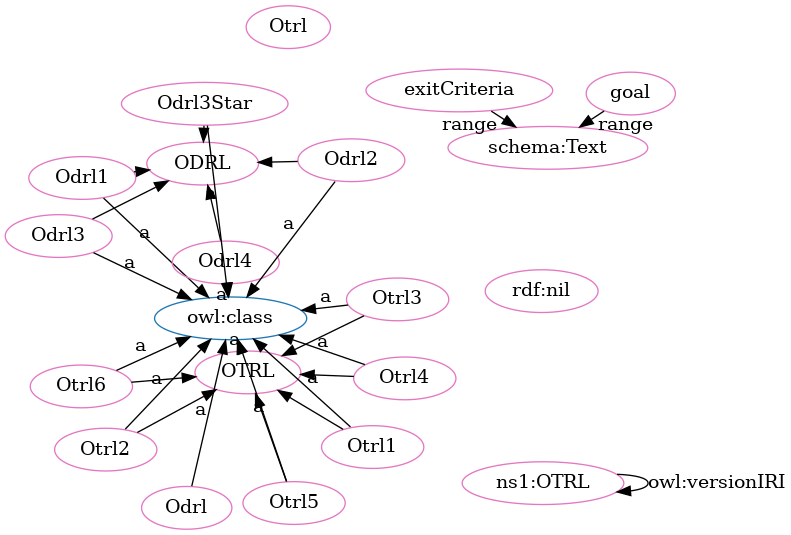 Otrl
exitCriteria
goal
Odrl3Star
range
range
schema:Text
ODRL
Odrl2
Odrl1
a
Odrl3
a
a
Odrl4
rdf:nil
a
a
Otrl3
owl:class
a
a
a
OTRL
Otrl6
a
a
Otrl4
a
a
Otrl2
Otrl1
ns1:OTRL
owl:versionIRI
Odrl
Otrl5